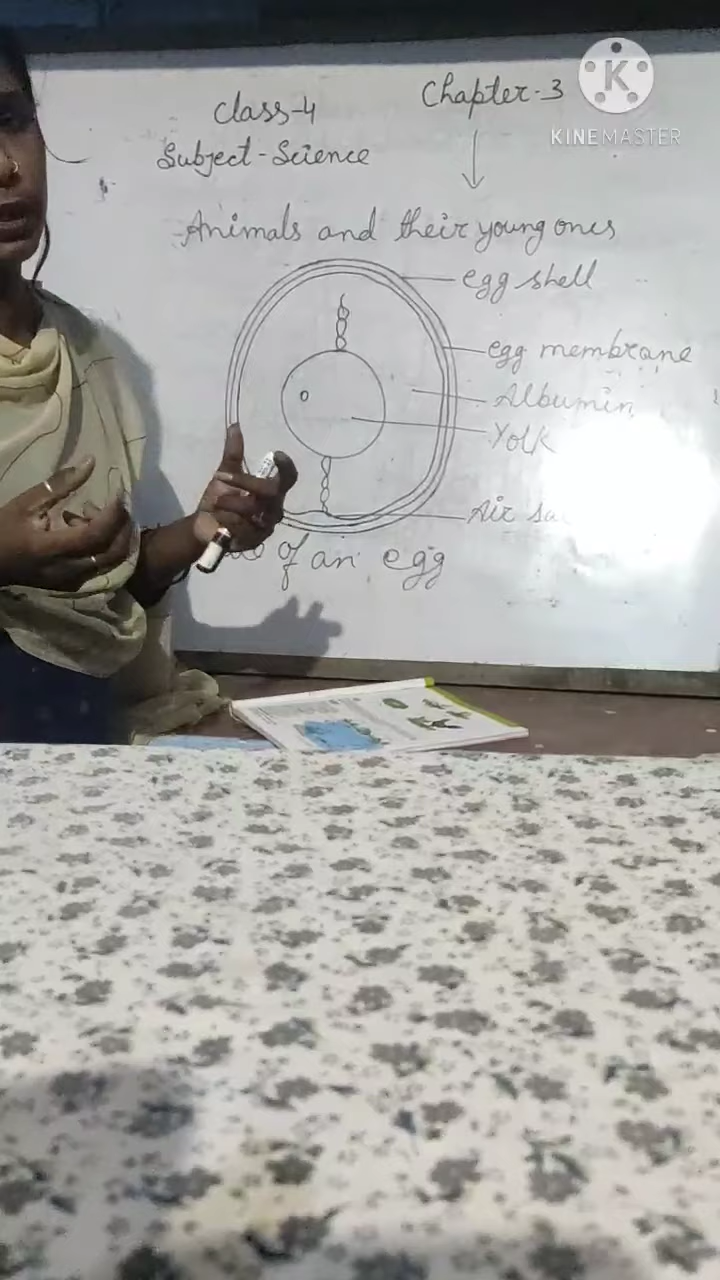 Class-4
Chapter-3
KINEMASTER
Subject-Science
Animals and their young ones
egg shell
egg membrane
Albumin
Yolk
Air
of an egg